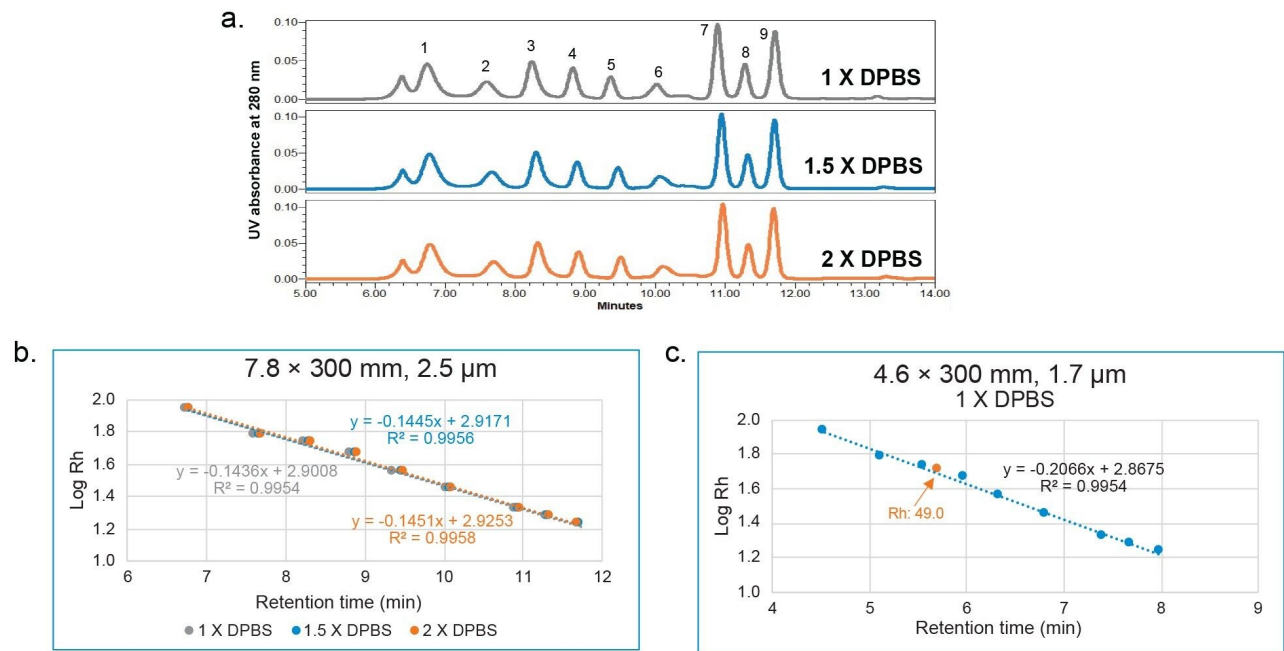 a.
UV absorbance at 280 nm
0.10
0.05
0.00
1
2
3
4
5
6
7
8
9
1 X DPBS
0.10
0.05
0.00
1.5 X DPBS
0.10
0.05
0.00
2 X DPBS
5.00 6.00 7.00 8.00 9.00 10.00 11.00 12.00 13.00 14.00
Minutes
b.
7.8 × 300 mm, 2.5 µm
Log Rh
2.0
1.8
1.6
1.4
1.2
1.0
y = -0.1445x + 2.9171
R² = 0.9956
y = -0.1436x + 2.9008
R² = 0.9954
y = -0.1451x + 2.9253
R² = 0.9958
6 7 8 9 10 11 12
Retention time (min)
1 X DPBS 1.5 X DPBS 2 X DPBS
c.
4.6 × 300 mm, 1.7 µm
1 X DPBS
Log Rh
2.0
1.8
1.6
1.4
1.2
1.0
y = -0.2066x + 2.8675
R² = 0.9954
Rh: 49.0
4 5 6 7 8 9
Retention time (min)